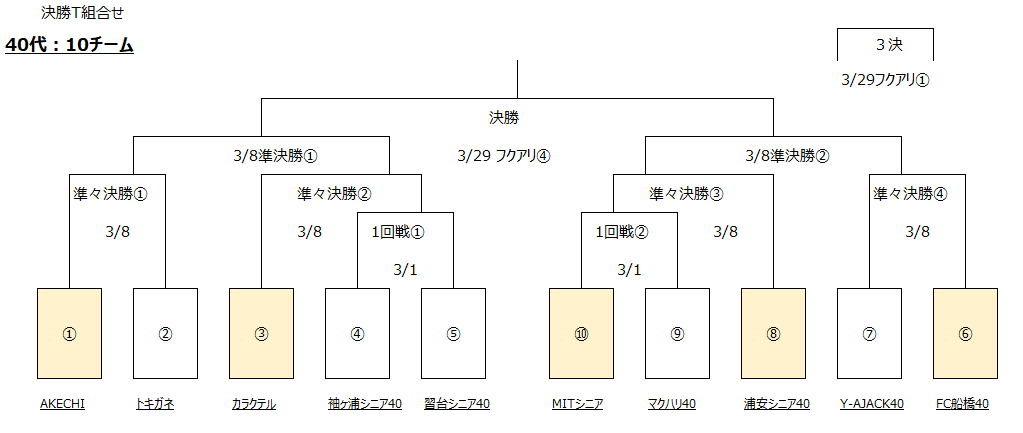 決勝T組合せ
40代：10チーム
３決
3/29フクアリ①
決勝
3/8準決勝①
3/29 フクアリ④
3/8準決勝②
準々決勝①
準々決勝②
準々決勝③
準々決勝④
3/8
3/8
1回戦①
1回戦②
3/8
3/8
3/1
3/1
①
②
③
④
⑤
⑩
⑨
⑧
⑦
⑥
AKECHI
トキガネ
カラクテル
袖ヶ浦シニア40
習台シニア40
MITシニア
マクハリ40
浦安シニア40
Y-AJACK40
FC船橋40